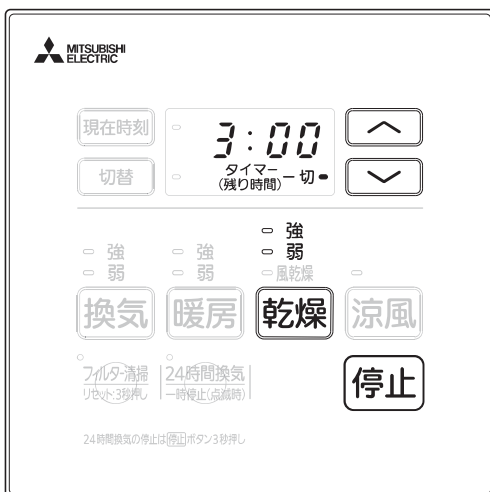 MITSUBISHI
ELECTRIC
現在時刻
3:00
切替
タイマー
(残り時間)
切
強
弱
強
弱
強
弱
風乾燥
換気
暖房
乾燥
涼風
フィルター清掃
リセット:3秒押し
24時間換気
一時停止(点滅時)
停止
24時間換気の停止は停止ボタン3秒押し